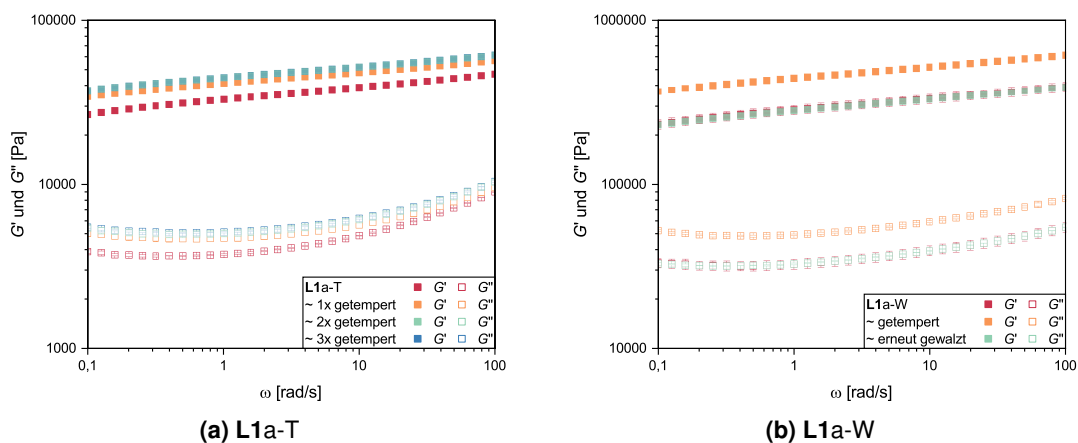 100000
10000
1000
G' und G'' [Pa]
0,1
1
10
100
ω [rad/s]
L1a-T G' G''
~ 1x getempert G' G''
~ 2x getempert G' G''
~ 3x getempert G' G''
(a) L1a-T
1000000
100000
10000
G' und G'' [Pa]
0,1
1
10
100
ω [rad/s]
L1a-W G' G''
~ getempert G' G''
~ erneut gewalzt G' G''
(b) L1a-W